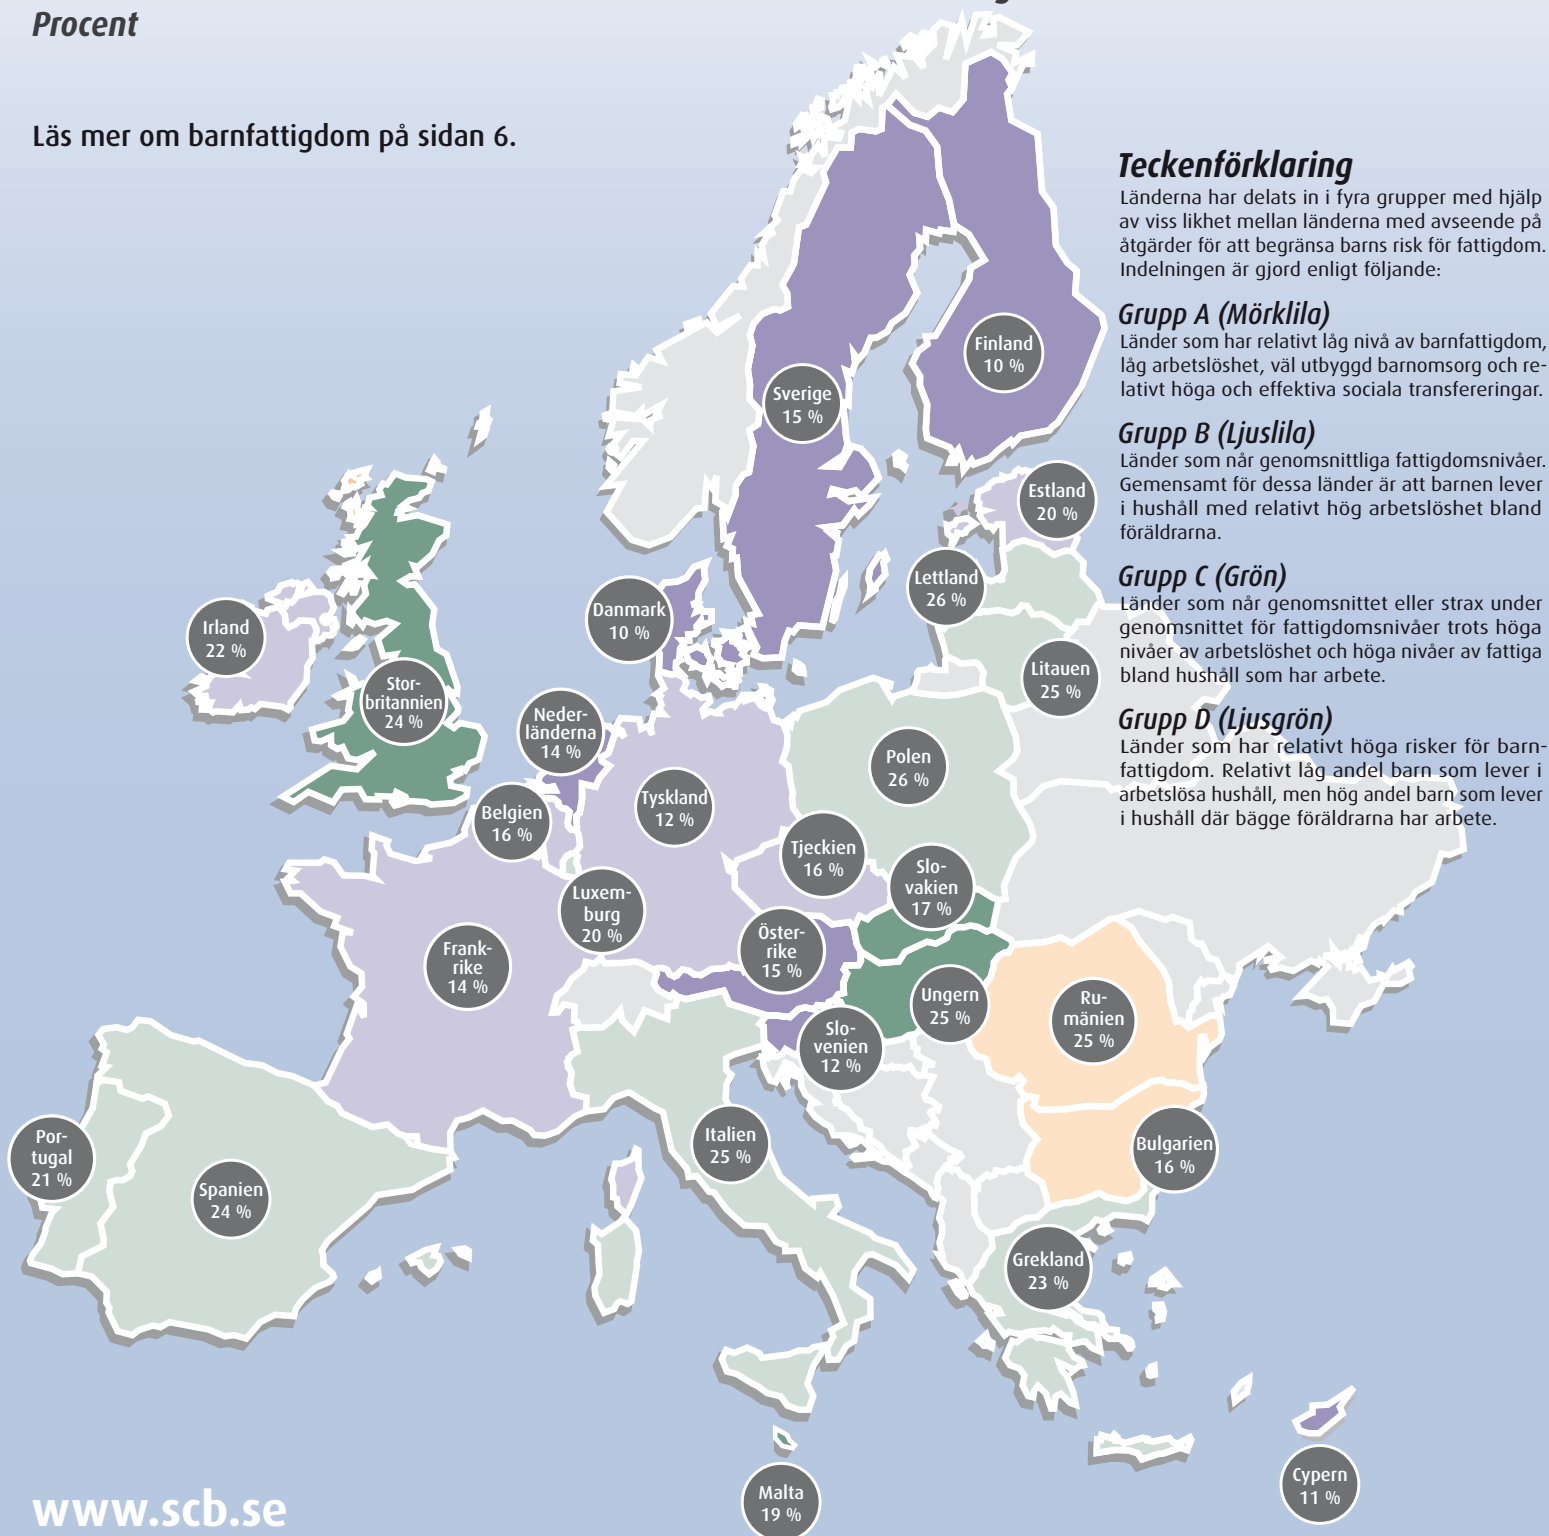 Procent
Läs mer om barnfattigdom på sidan 6.
Teckenförklaring
Länderna har delats in i fyra grupper med hjälp
av viss likhet mellan länderna med avseende på
åtgärder för att begränsa barns risk för fattigdom.
Indelningen är gjord enligt följande:
Grupp A (Mörklila)
Länder som har relativt låg nivå av barnfattigdom,
låg arbetslöshet, väl utbyggd barnomsorg och re-
lativt höga och effektiva sociala transfereringar.
Grupp B (Ljuslila)
Länder som når genomsnittliga fattigdomsnivåer.
Gemensamt för dessa länder är att barnen lever
i hushåll med relativt hög arbetslöshet bland
föräldrarna.
Grupp C (Grön)
Länder som når genomsnittet eller strax under
genomsnittet för fattigdomsnivåer trots höga
nivåer av arbetslöshet och höga nivåer av fattiga
bland hushåll som har arbete.
Grupp D (Ljusgrön)
Länder som har relativt höga risker för barn-
fattigdom. Relativt låg andel barn som lever i
arbetslösa hushåll, men hög andel barn som lever
i hushåll där bägge föräldrarna har arbete.
Finland
10 %
Sverige
15 %
Estland
20 %
Lettland
26 %
Danmark
10 %
Irland
22 %
Litauen
25 %
Stor-
britannien
24 %
Neder-
länderna
14 %
Polen
26 %
Tyskland
12 %
Belgien
16 %
Tjeckien
16 %
Slo-
vakien
17 %
Luxem-
burg
20 %
Öster-
rike
15 %
Frank-
rike
14 %
Ungern
25 %
Ru-
mänien
25 %
Slo-
venien
12 %
Italien
25 %
Bulgarien
16 %
Por-
tugal
21 %
Spanien
24 %
Grekland
23 %
Cypern
11 %
Malta
19 %
www.scb.se